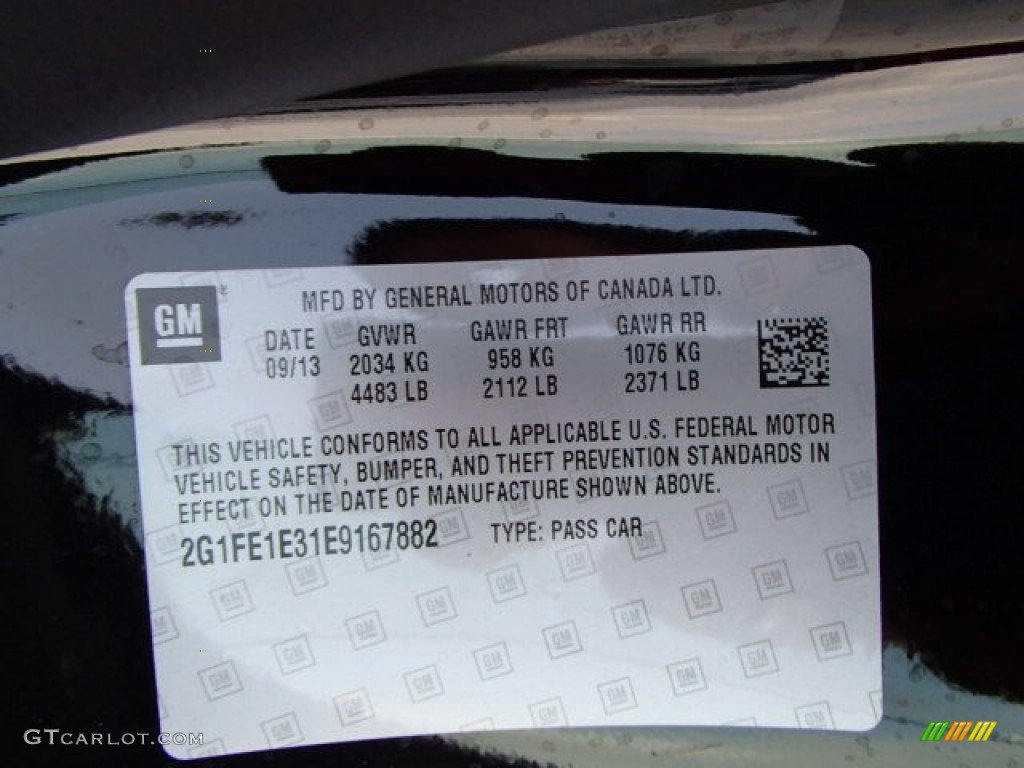 GM
MFD BY GENERAL MOTORS OF CANADA LTD.
DATE GVWR GAWR FRT GAWR RR
09/13 2034 KG 958 KG 1076 KG
4483 LB 2112 LB 2371 LB
THIS VEHICLE CONFORMS TO ALL APPLICABLE U.S. FEDERAL MOTOR
VEHICLE SAFETY, BUMPER, AND THEFT PREVENTION STANDARDS IN
EFFECT ON THE DATE OF MANUFACTURE SHOWN ABOVE.
2G1FE1E31E9167882 TYPE: PASS CAR
GTCARLOT.COM